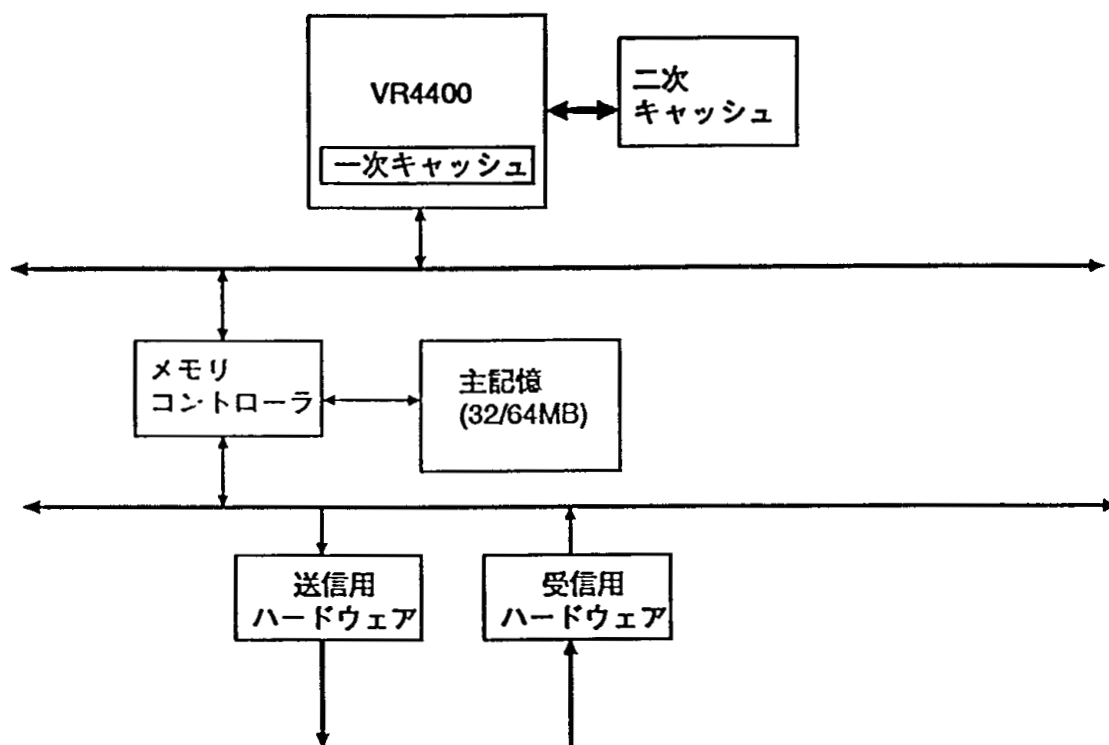 VR4400
一次キャッシュ
二次
キャッシュ
メモリ
コントローラ
主記憶
(32/64MB)
送信用
ハードウェア
受信用
ハードウェア